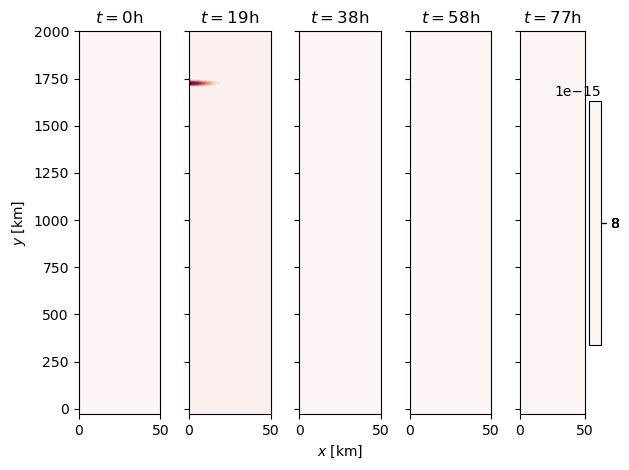 t = 0h t = 19h t = 38h t = 58h t = 77h
2000
1750
1500
1250
1000
750
500
250
0
y [km]
1e−15
8
0 50 0 50 0 50 0 50 0 50
x [km]